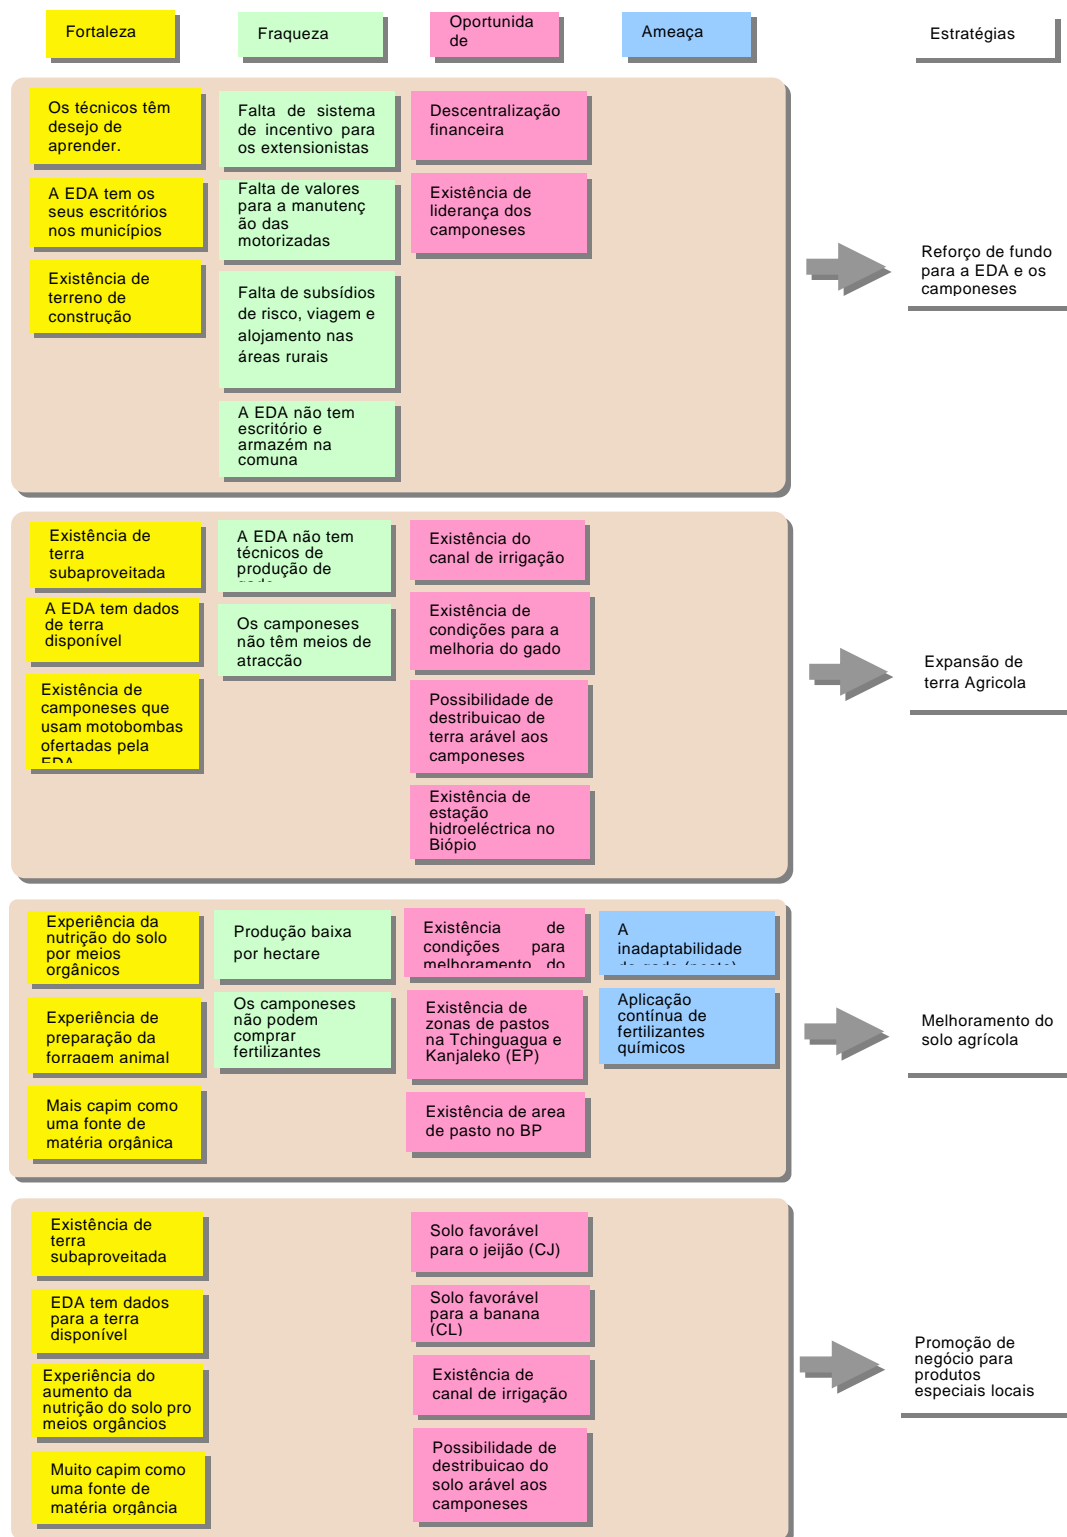 Fortaleza
Fraqueza
Oportunida
de
Ameaça
Estratégias
Os técnicos têm
desejo de
aprender.
A EDA tem os
seus escritórios
nos municípios
Existência de
terreno de
construção
Falta de sistema
de incentivo para
os extensionistas
Falta de valores
para a manutenç
ão das
motorizadas
Falta de subsídios
de risco, viagem e
alojamento nas
áreas rurais
A EDA não tem
escritório e
armazém na
comuna
Descentralização
financeira
Existência de
liderança dos
camponeses
Reforço de fundo
para a EDA e os
camponeses
Existência de
terra
subaproveitada
A EDA tem dados
de terra
disponível
Existência de
camponeses que
usam motobombas
ofertadas pela
EDA
A EDA não tem
técnicos de
produção de
Os camponeses
não têm meios de
atracção
Existência do
canal de irrigação
Existência de
condições para a
melhoria do gado
Possibilidade de
destribuicao de
terra arável aos
camponeses
Existência de
estação
hidroeléctrica no
Biópio
Expansão de
terra Agricola
Experiência da
nutrição do solo
por meios
orgânicos
Experiência de
preparação da
forragem animal
Mais capim como
uma fonte de
matéria orgânica
Produção baixa
por hectare
Os camponeses
não podem
comprar
fertilizantes
Existência de
condições para
melhoramento do
Existência de
zonas de pastos
na Tchinguagua e
Kanjaleko (EP)
Existência de area
de pasto no BP
A
inadaptabilidade
Aplicação
contínua de
fertilizantes
químicos
Melhoramento do
solo agrícola
Existência de
terra
subaproveitada
EDA tem dados
para a terra
disponível
Experiência do
aumento da
nutrição do solo pro
meios orgâncios
Muito capim como
uma fonte de
matéria orgância
Solo favorável
para o jeijão (CJ)
Solo favorável
para a banana
(CL)
Existência de
canal de irrigação
Possibilidade de
destribuicao do
solo arável aos
camponeses
Promoção de
negócio para
produtos
especiais locais